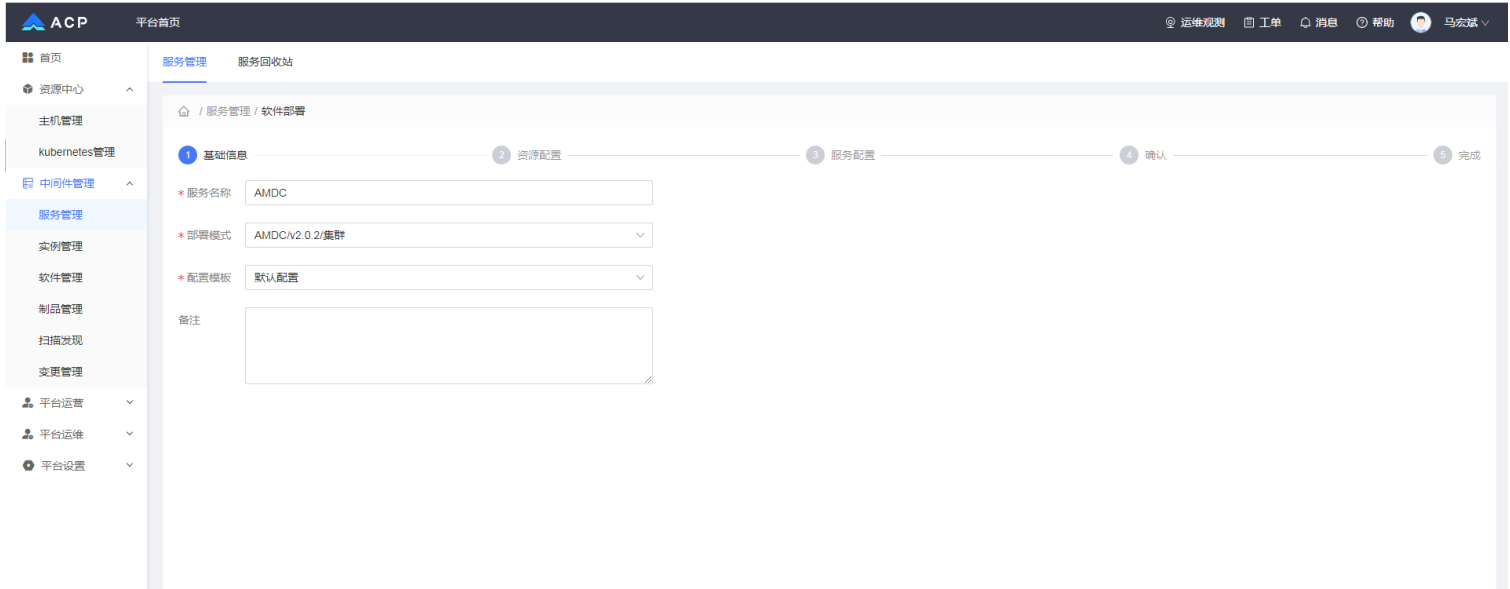 ACP 平台首页 运维观测 工单 消息 帮助 马宏斌
首页
资源中心
主机管理
kubernetes管理
中间件管理
服务管理
实例管理
软件管理
制品管理
扫描发现
变更管理
平台运营
平台运维
平台设置
服务管理 服务回收站
/ 服务管理 / 软件部署
1 基础信息 2 资源配置 3 服务配置 4 确认 5 完成
* 服务名称 AMDC
* 部署模式 AMDC/v2.0.2/集群
* 配置模板 默认配置
备注